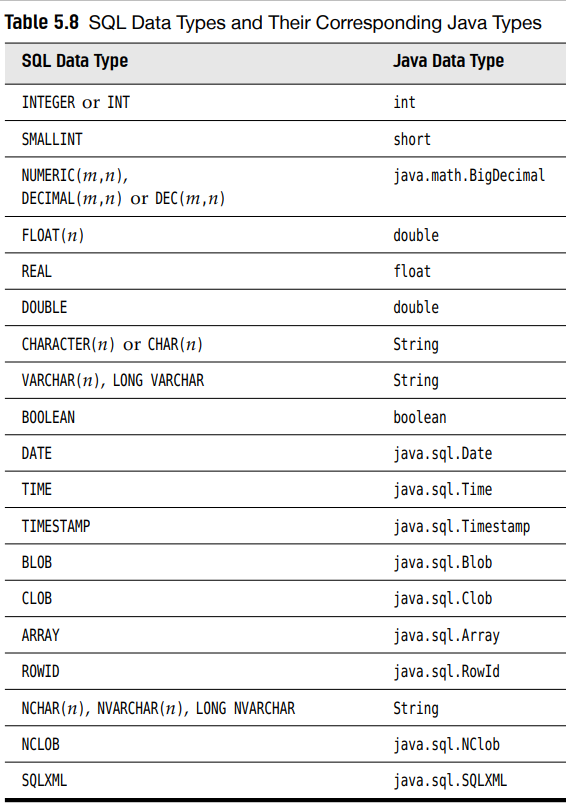 Table 5.8 SQL Data Types and Their Corresponding Java Types
SQL Data Type Java Data Type
INTEGER or INT int
SMALLINT short
NUMERIC(m,n), java.math.BigDecimal
DECIMAL(m,n) or DEC(m,n)
FLOAT(n) double
REAL float
DOUBLE double
CHARACTER(n) or CHAR(n) String
VARCHAR(n), LONG VARCHAR String
BOOLEAN boolean
DATE java.sql.Date
TIME java.sql.Time
TIMESTAMP java.sql.Timestamp
BLOB java.sql.Blob
CLOB java.sql.Clob
ARRAY java.sql.Array
ROWID java.sql.RowId
NCHAR(n), NVARCHAR(n), LONG NVARCHAR String
NCLOB java.sql.NClob
SQLXML java.sql.SQLXML